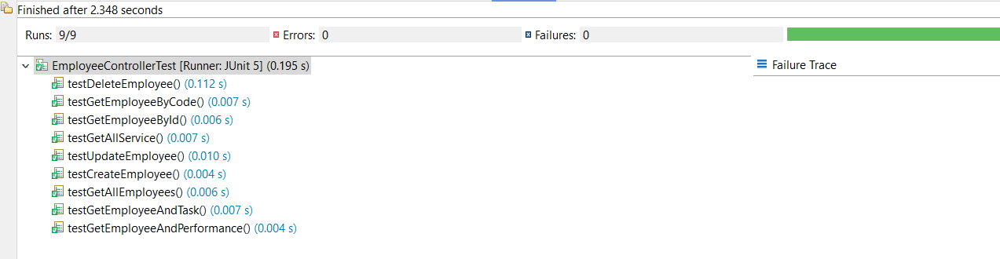 Finished after 2.348 seconds
Runs: 9/9 Errors: 0 Failures: 0
EmployeeControllerTest [Runner: JUnit 5] (0.195 s)
Failure Trace
testDeleteEmployee() (0.112 s)
testGetEmployeeByCode() (0.007 s)
testGetEmployeeById() (0.006 s)
testGetAllService() (0.007 s)
testUpdateEmployee() (0.010 s)
testCreateEmployee() (0.004 s)
testGetAllEmployees() (0.006 s)
testGetEmployeeAndTask() (0.007 s)
testGetEmployeeAndPerformance() (0.004 s)